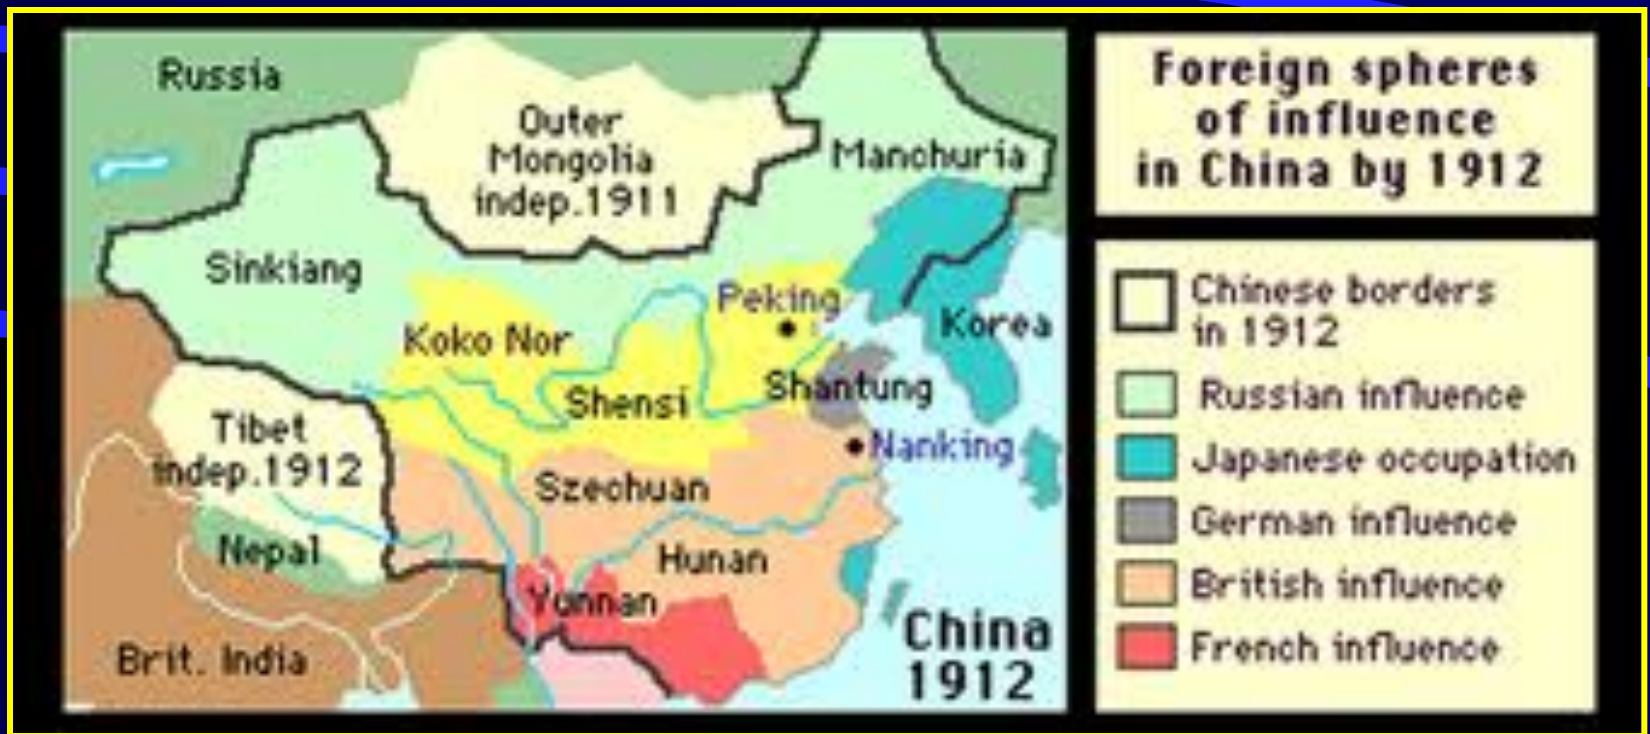 Russia
Outer
Mongolia
indep.1911
Manchuria
Sinkiang
Peking
Koko Nor
Korea
Shensi
Shantung
Tibet
indep.1912
Nanking
Szechuan
Nepal
Hunan
Yunnan
Brit. India
China
1912
Foreign spheres
of influence
in China by 1912
Chinese borders
in 1912
Russian influence
Japanese occupation
German influence
British influence
French influence